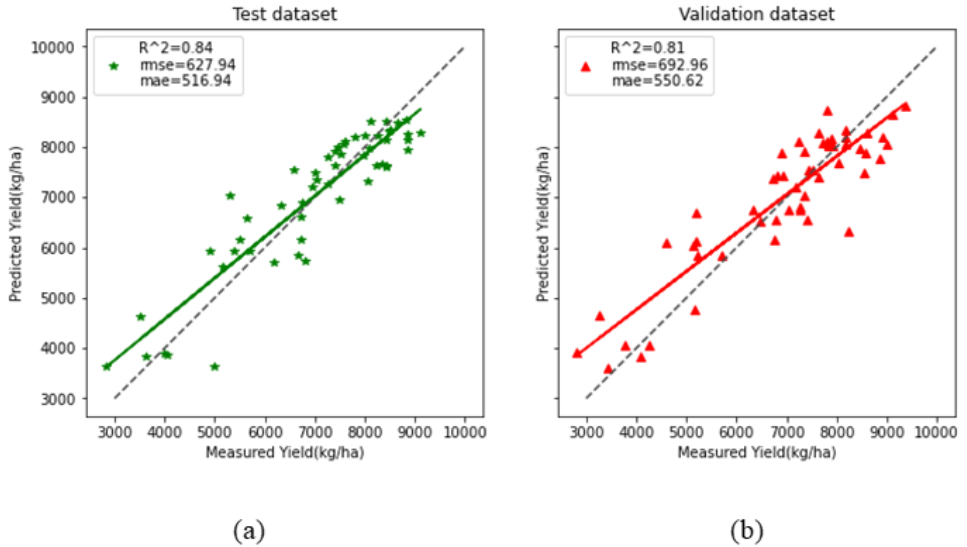 Test dataset
R^2=0.84
rmse=627.94
mae=516.94
10000
9000
8000
7000
6000
5000
4000
3000
Predicted Yield(kg/ha)
3000 4000 5000 6000 7000 8000 9000 10000
Measured Yield(kg/ha)
(a)
Validation dataset
R^2=0.81
rmse=692.96
mae=550.62
Predicted Yield(kg/ha)
3000 4000 5000 6000 7000 8000 9000 10000
Measured Yield(kg/ha)
(b)